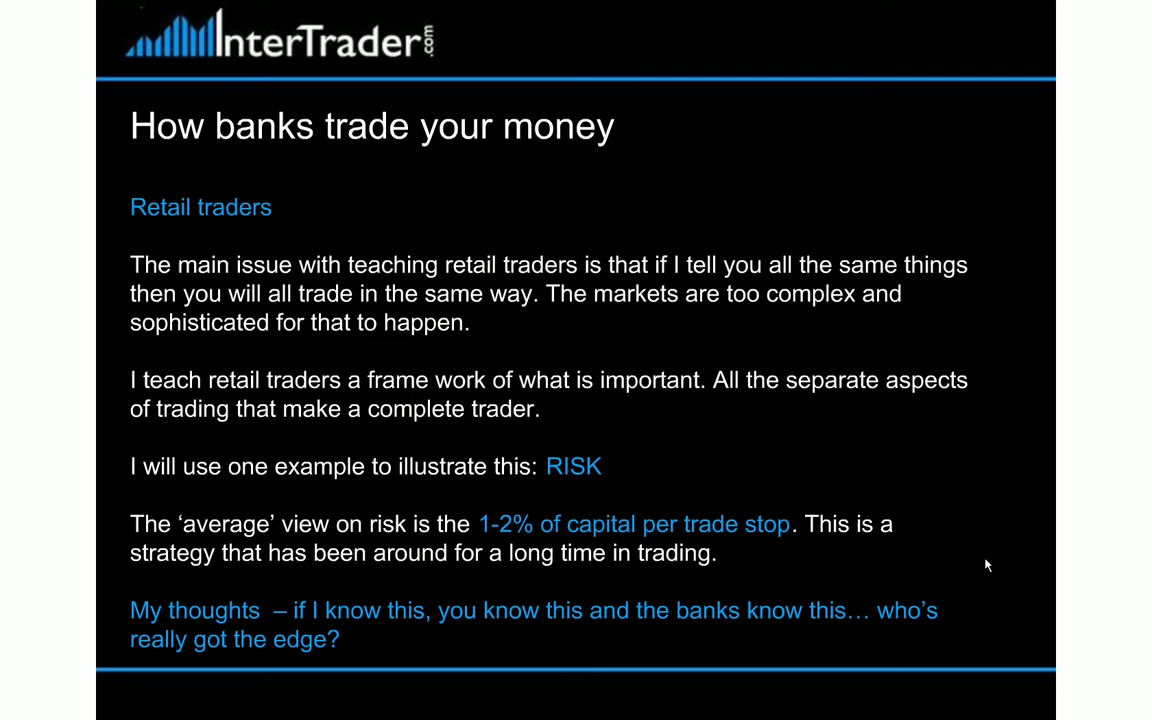 InterTrader.com
How banks trade your money
Retail traders
The main issue with teaching retail traders is that if I tell you all the same things
then you will all trade in the same way. The markets are too complex and
sophisticated for that to happen.
I teach retail traders a frame work of what is important. All the separate aspects
of trading that make a complete trader.
I will use one example to illustrate this: RISK
The ‘average’ view on risk is the 1-2% of capital per trade stop. This is a
strategy that has been around for a long time in trading.
My thoughts – if I know this, you know this and the banks know this… who’s
really got the edge?